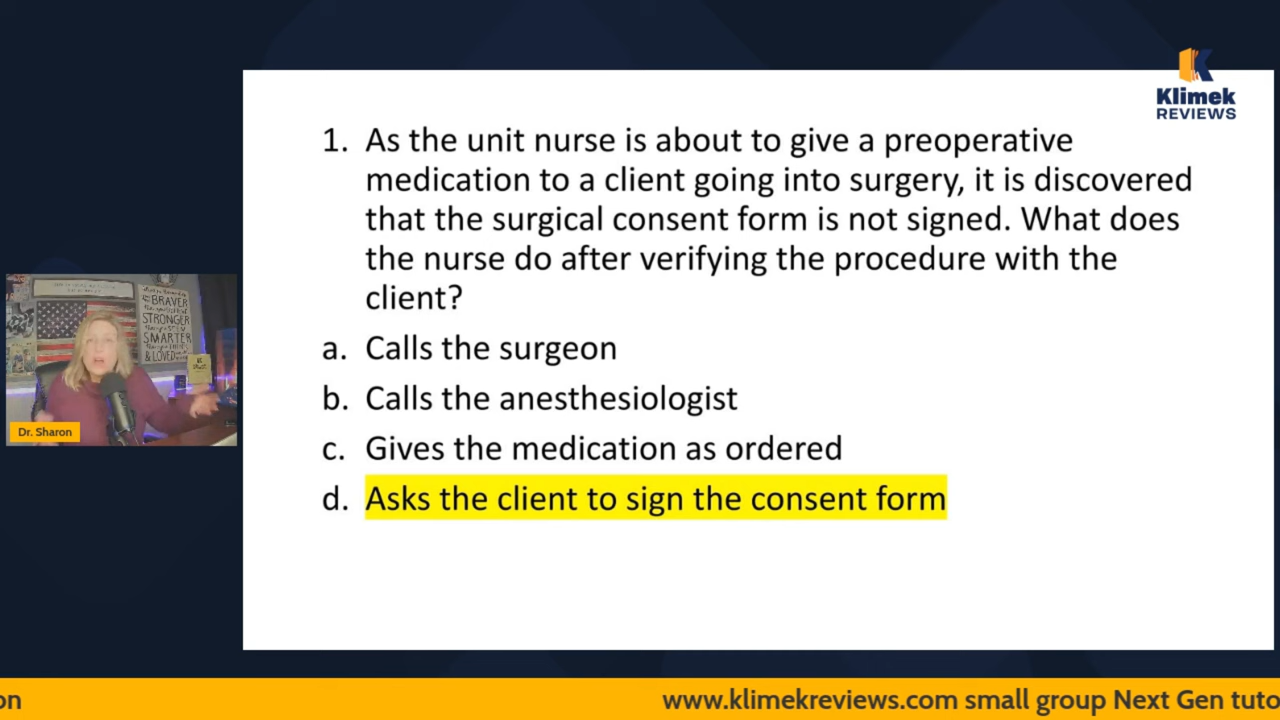 Klimek
REVIEWS
1. As the unit nurse is about to give a preoperative
medication to a client going into surgery, it is discovered
that the surgical consent form is not signed. What does
the nurse do after verifying the procedure with the
client?
a. Calls the surgeon
b. Calls the anesthesiologist
c. Gives the medication as ordered
d. Asks the client to sign the consent form
BRAVER
STRONGER
SMARTER
& LOVED
Dr. Sharon
on
www.klimekreviews.com small group Next Gen tuto